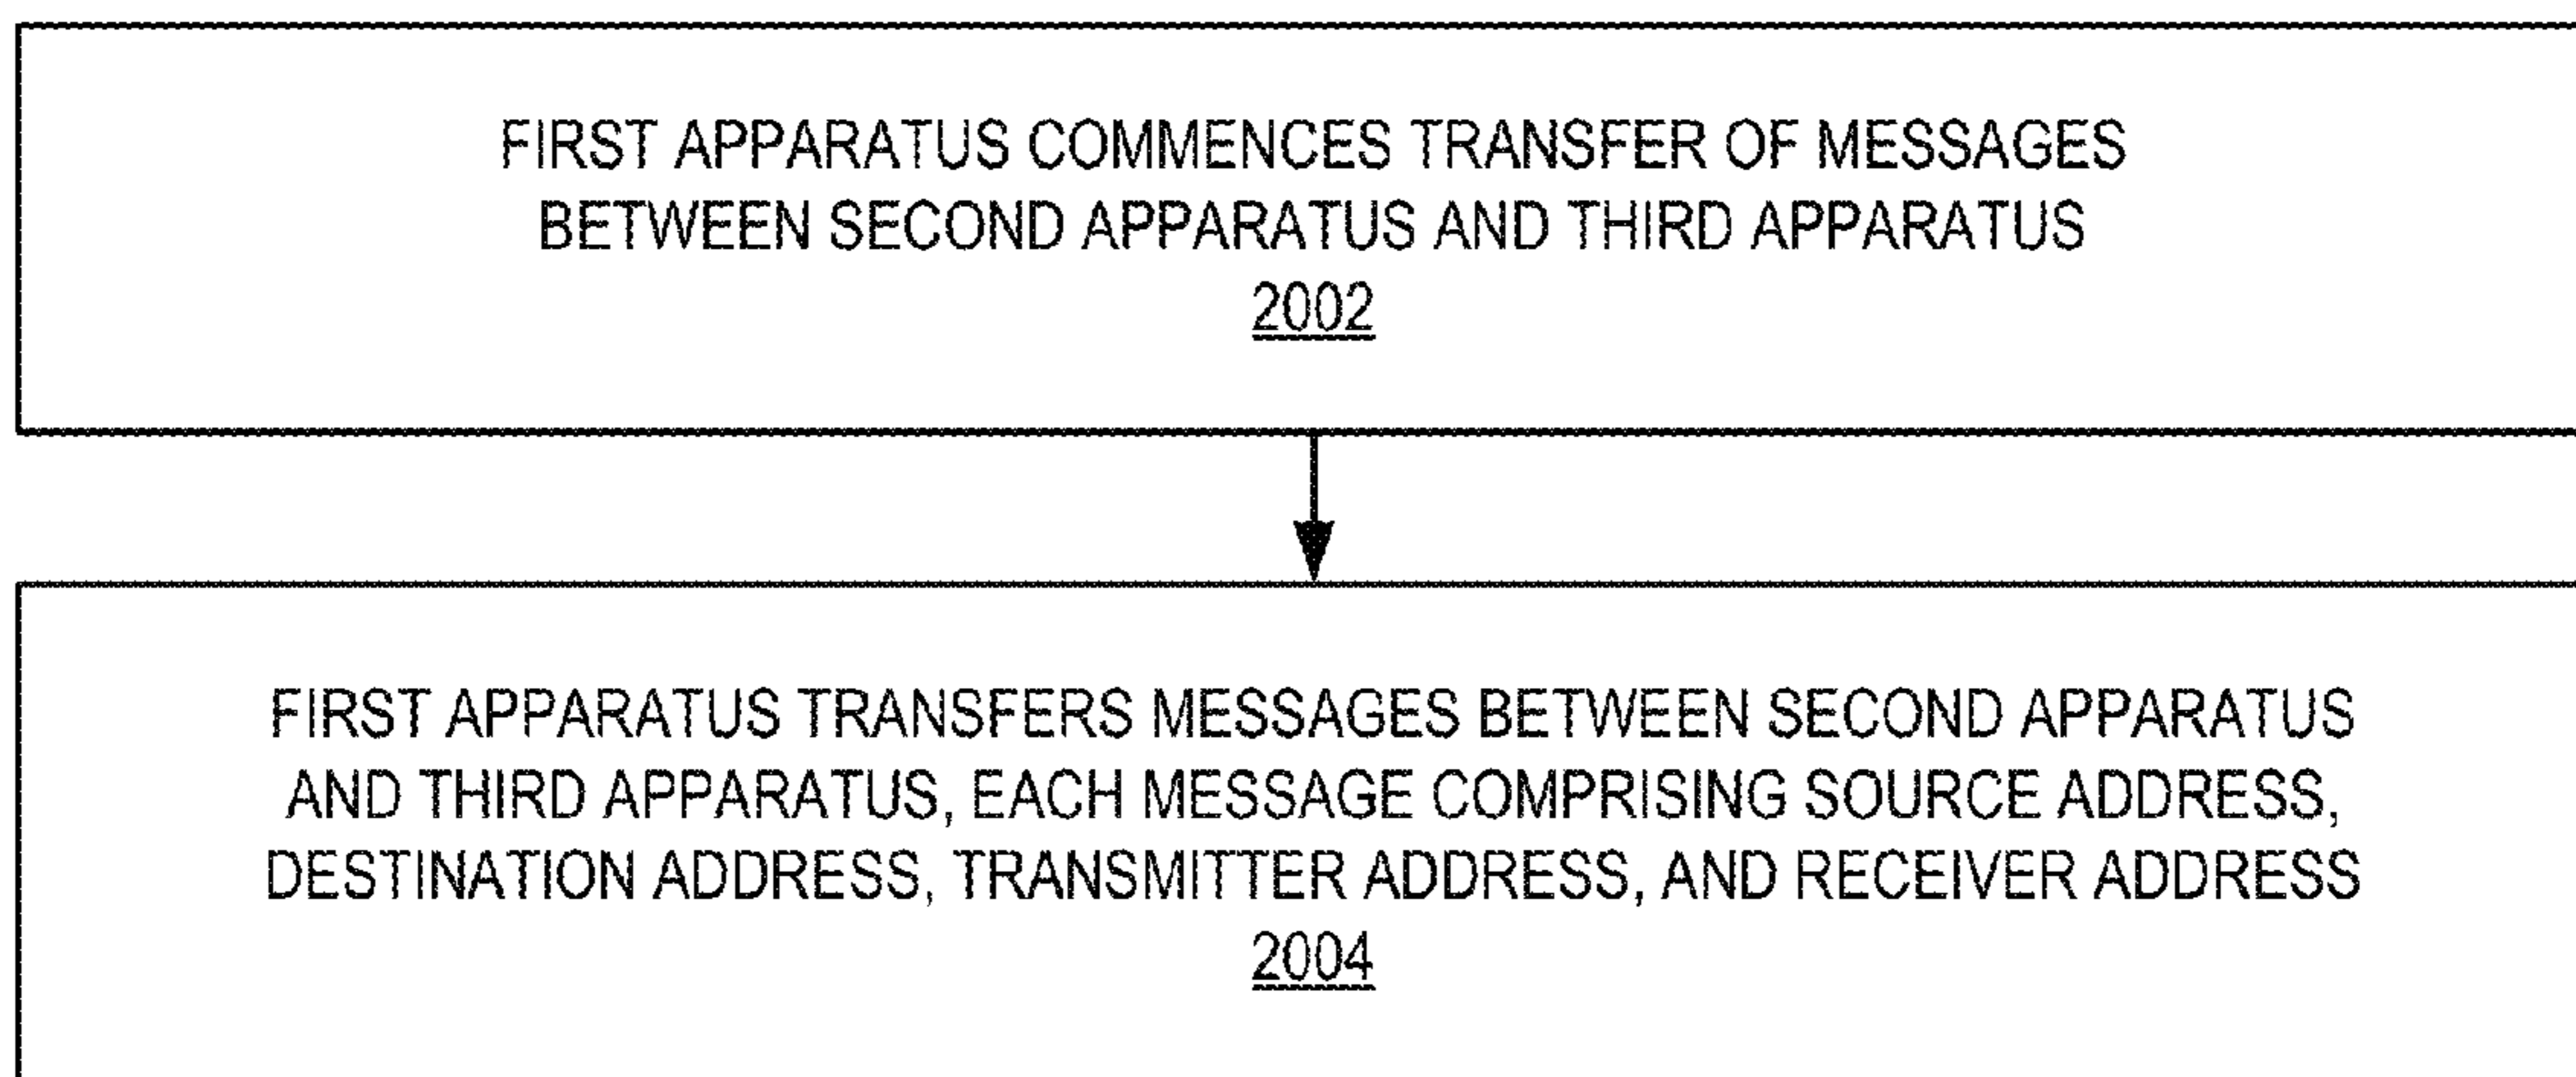 FIRST APPARATUS COMMENCES TRANSFER OF MESSAGES
BETWEEN SECOND APPARATUS AND THIRD APPARATUS
2002
FIRST APPARATUS TRANSFERS MESSAGES BETWEEN SECOND APPARATUS
AND THIRD APPARATUS, EACH MESSAGE COMPRISING SOURCE ADDRESS,
DESTINATION ADDRESS, TRANSMITTER ADDRESS, AND RECEIVER ADDRESS
2004